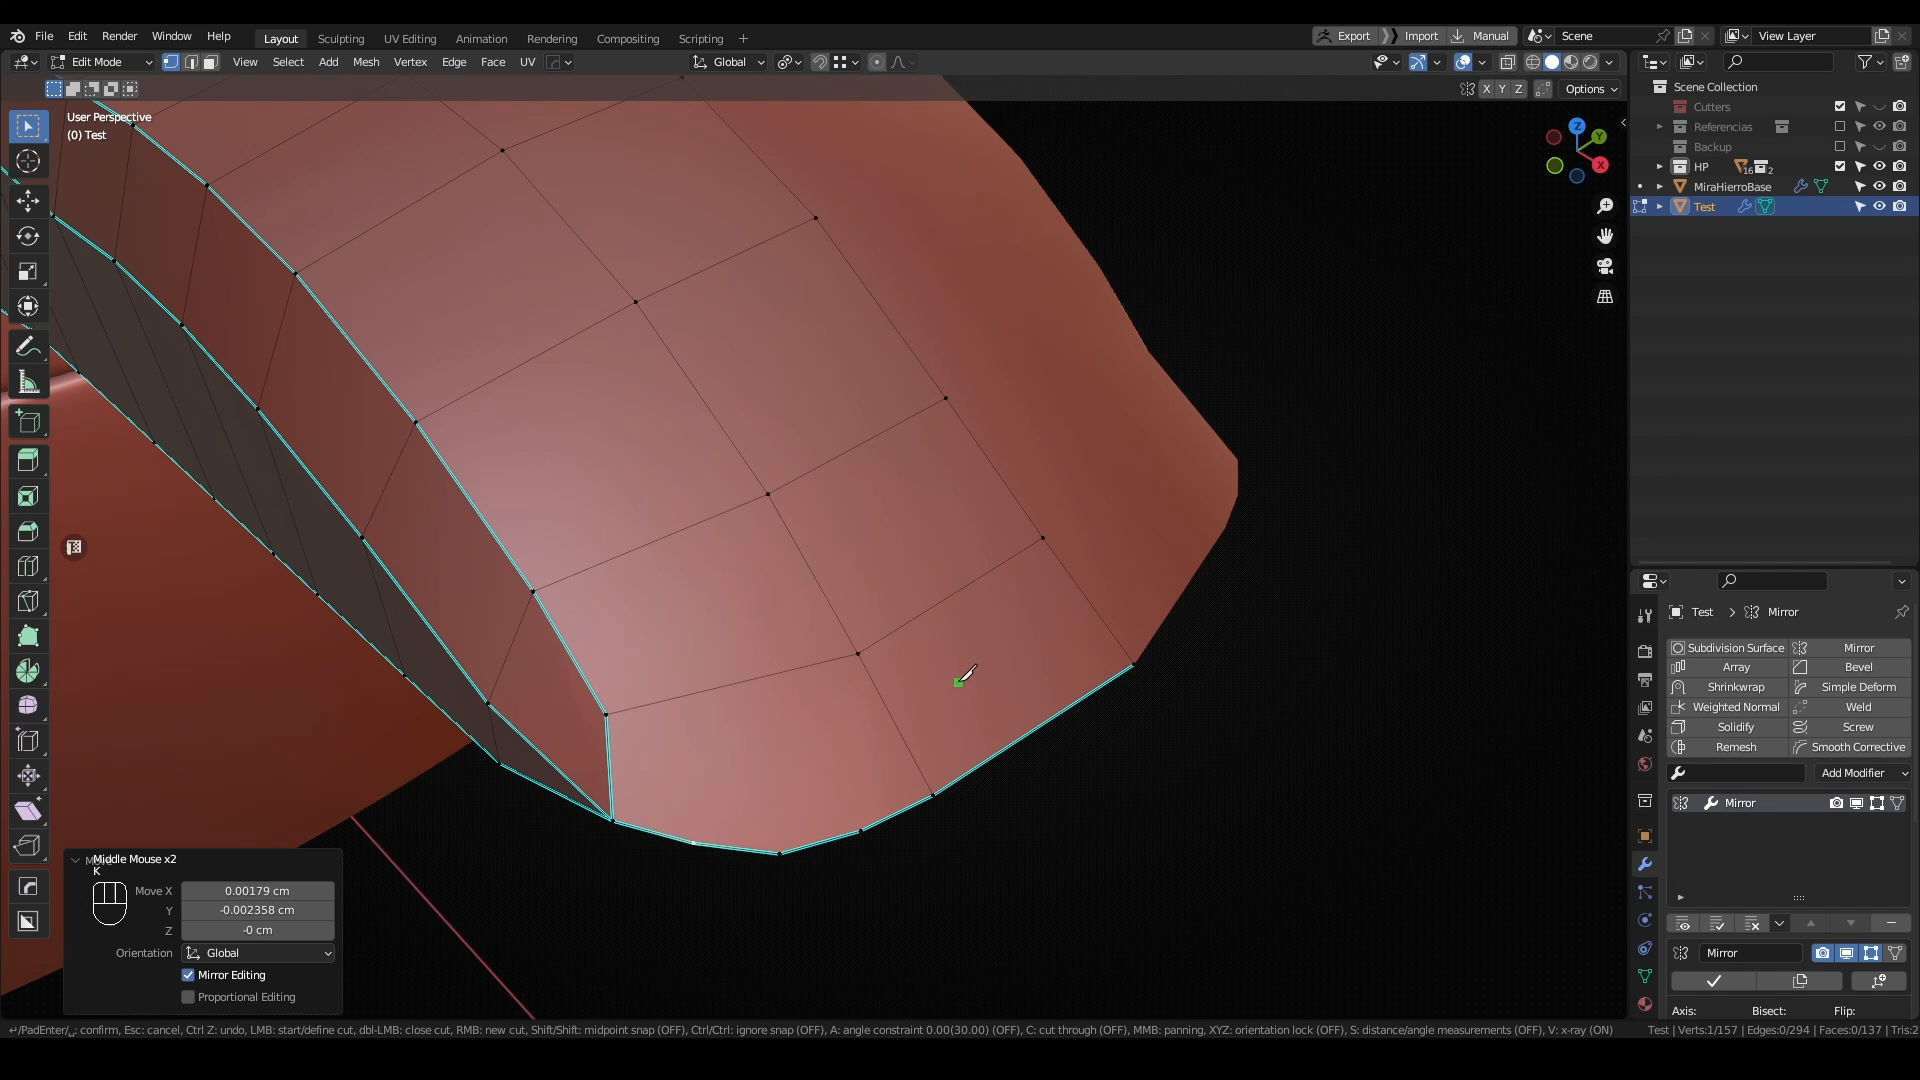 File Edit Render Window Help Layout Sculpting UV Editing Animation Rendering Compositing Scripting + Export Import Manual Scene View Layer
Edit Mode View Select Add Mesh Vertex Edge Face UV Global
X Y Z Options
User Perspective
(0) Test
Z
Y
X
Scene Collection
Cutters
Referencias
Backup
HP 16 2
MiraHierroBase
Test
Test > Mirror
Subdivision Surface Mirror
Array Bevel
Shrinkwrap Simple Deform
Weighted Normal Weld
Solidify Screw
Remesh Smooth Corrective
Add Modifier
Mirror
Mirror
Axis: Bisect: Flip:
Middle Mouse x2
K
Move X 0.00179 cm
Y -0.002358 cm
Z -0 cm
Orientation Global
Mirror Editing
Proportional Editing
↵/PadEnter/␣: confirm, Esc: cancel, Ctrl Z: undo, LMB: start/define cut, dbl-LMB: close cut, RMB: new cut, Shift/Shift: midpoint snap (OFF), Ctrl/Ctrl: ignore snap (OFF), A: angle constraint 0.00(30.00) (OFF), C: cut through (OFF), MMB: panning, XYZ: orientation lock (OFF), S: distance/angle measurements (OFF), V: x-ray (ON) Test | Verts:1/157 | Edges:0/294 | Faces:0/137 | Tris:2